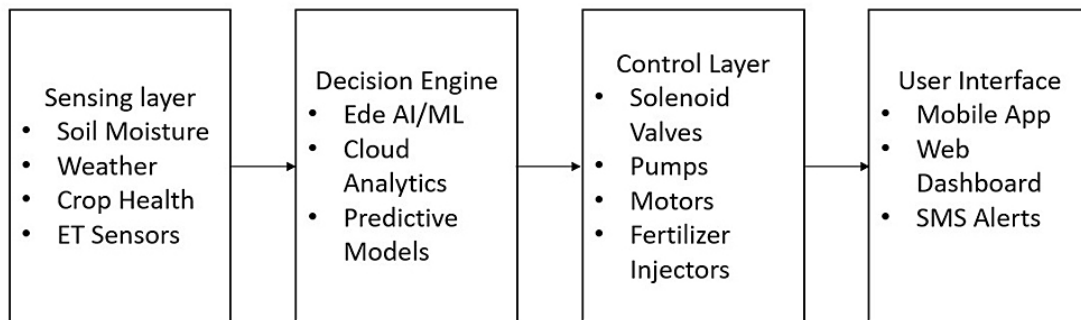 Sensing layer
• Soil Moisture
• Weather
• Crop Health
• ET Sensors
Decision Engine
• Ede AI/ML
• Cloud
Analytics
• Predictive
Models
Control Layer
• Solenoid
Valves
• Pumps
• Motors
• Fertilizer
Injectors
User Interface
• Mobile App
• Web
Dashboard
• SMS Alerts